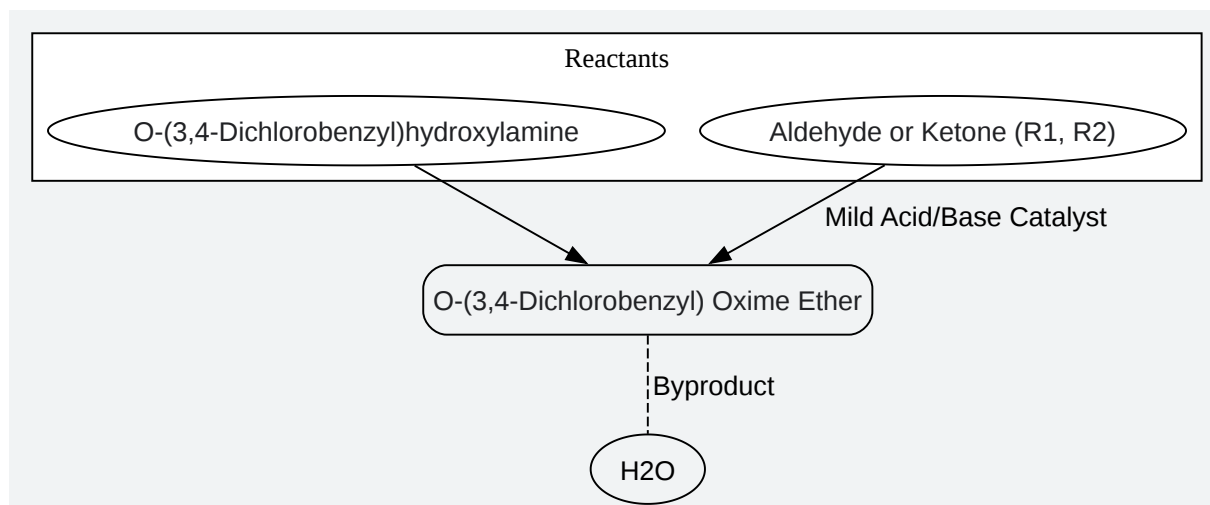 Reactants
O-(3,4-Dichlorobenzyl)hydroxylamine
Aldehyde or Ketone (R1, R2)
Mild Acid/Base Catalyst
O-(3,4-Dichlorobenzyl) Oxime Ether
Byproduct
H2O